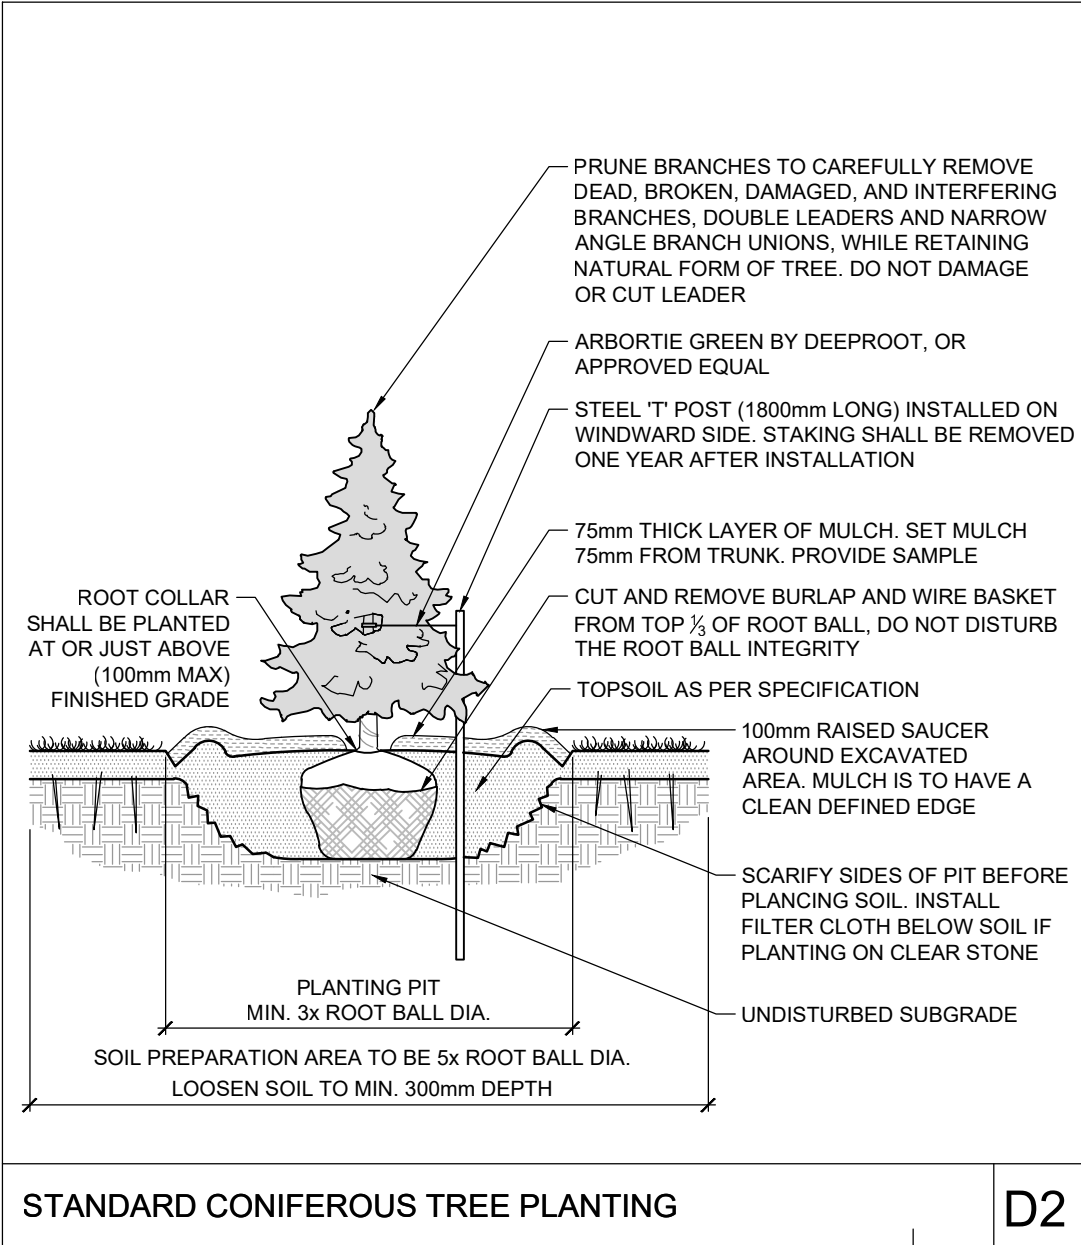 PRUNE BRANCHES TO CAREFULLY REMOVE
DEAD, BROKEN, DAMAGED, AND INTERFERING
BRANCHES, DOUBLE LEADERS AND NARROW
ANGLE BRANCH UNIONS, WHILE RETAINING
NATURAL FORM OF TREE. DO NOT DAMAGE
OR CUT LEADER
ARBORTIE GREEN BY DEEPROOT, OR
APPROVED EQUAL
STEEL 'T' POST (1800mm LONG) INSTALLED ON
WINDWARD SIDE. STAKING SHALL BE REMOVED
ONE YEAR AFTER INSTALLATION
75mm THICK LAYER OF MULCH. SET MULCH
75mm FROM TRUNK. PROVIDE SAMPLE
CUT AND REMOVE BURLAP AND WIRE BASKET
FROM TOP 1/3 OF ROOT BALL, DO NOT DISTURB
THE ROOT BALL INTEGRITY
ROOT COLLAR
SHALL BE PLANTED
AT OR JUST ABOVE
(100mm MAX)
FINISHED GRADE
TOPSOIL AS PER SPECIFICATION
100mm RAISED SAUCER
AROUND EXCAVATED
AREA. MULCH IS TO HAVE A
CLEAN DEFINED EDGE
SCARIFY SIDES OF PIT BEFORE
PLANCING SOIL. INSTALL
FILTER CLOTH BELOW SOIL IF
PLANTING ON CLEAR STONE
UNDISTURBED SUBGRADE
PLANTING PIT
MIN. 3x ROOT BALL DIA.
SOIL PREPARATION AREA TO BE 5x ROOT BALL DIA.
LOOSEN SOIL TO MIN. 300mm DEPTH
STANDARD CONIFEROUS TREE PLANTING
D2